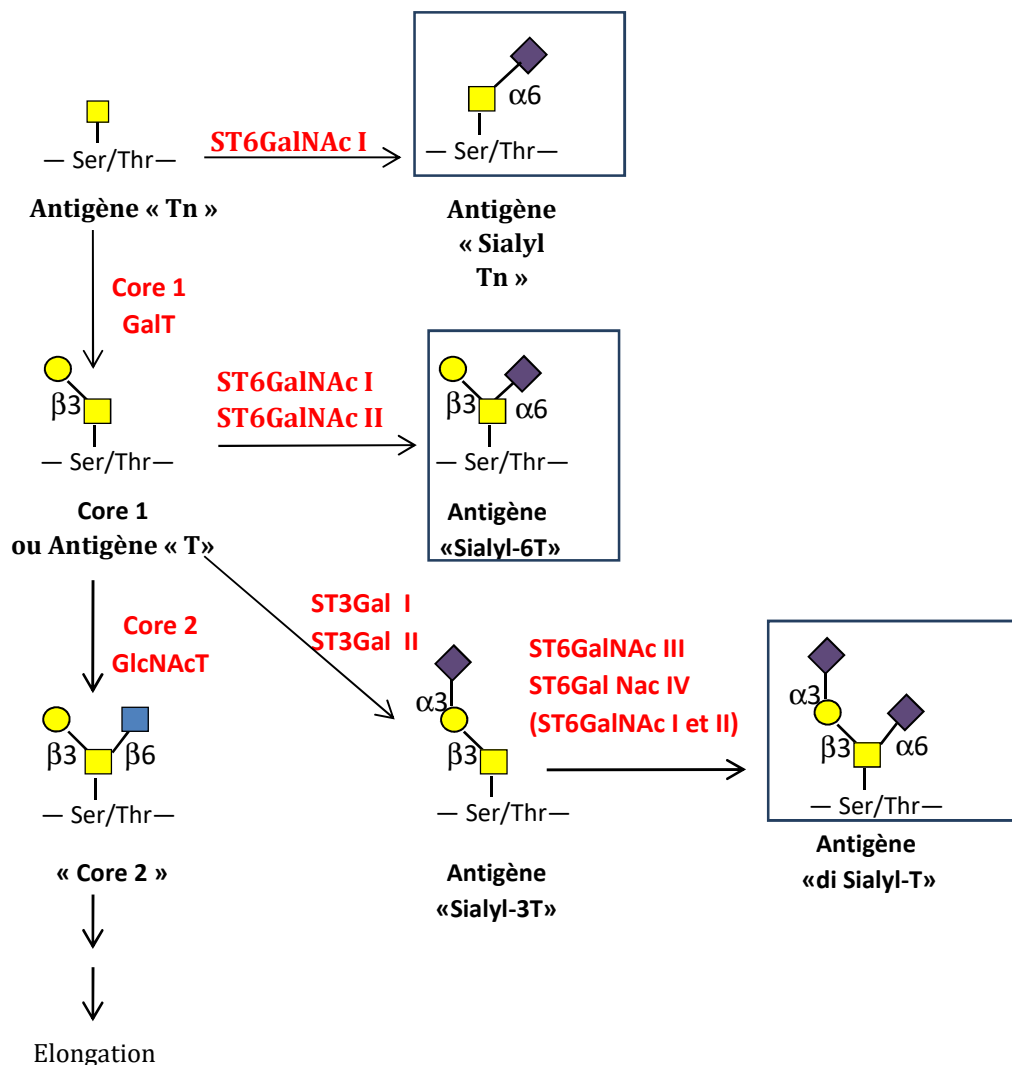 α6
ST6GalNAc I
— Ser/Thr—
— Ser/Thr—
Antigène « Tn »
Antigène
« Sialyl
Tn »
Core 1
GalT
ST6GalNAc I
ST6GalNAc II
β3
β3
α6
— Ser/Thr—
— Ser/Thr—
Core 1
ou Antigène « T»
Antigène
«Sialyl-6T»
ST3Gal I
ST3Gal II
Core 2
GlcNAcT
ST6GalNAc III
ST6Gal Nac IV
(ST6GalNAc I et II)
α3
α3
β3
β6
β3
β3
α6
— Ser/Thr—
— Ser/Thr—
— Ser/Thr—
« Core 2 »
Antigène
«Sialyl-3T»
Antigène
«di Sialyl-T»
Elongation